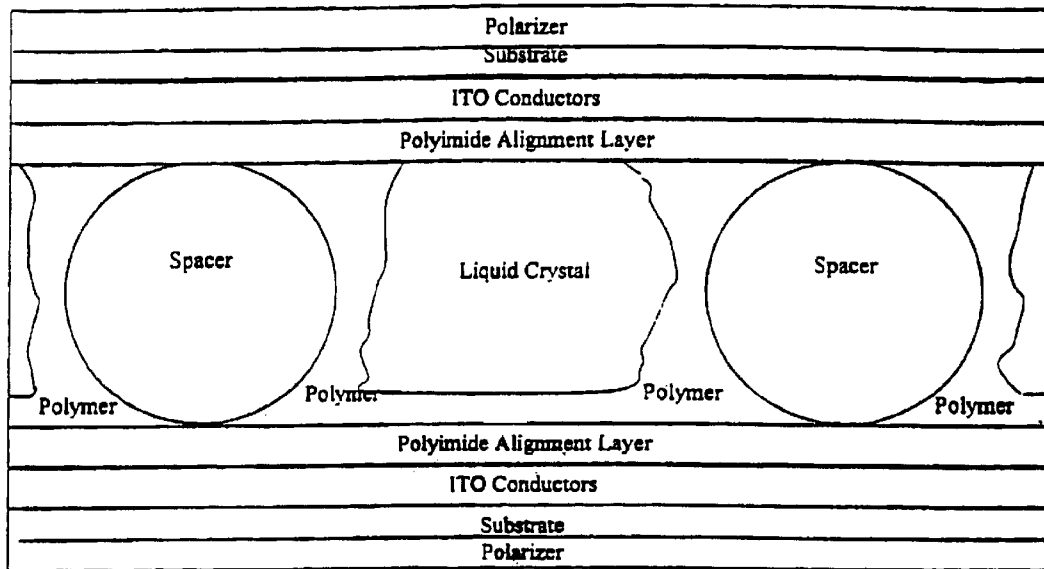 Polarizer
Substrate
ITO Conductors
Polyimide Alignment Layer
Spacer
Liquid Crystal
Spacer
Polymer
Polymer
Polymer
Polymer
Polyimide Alignment Layer
ITO Conductors
Substrate
Polarizer